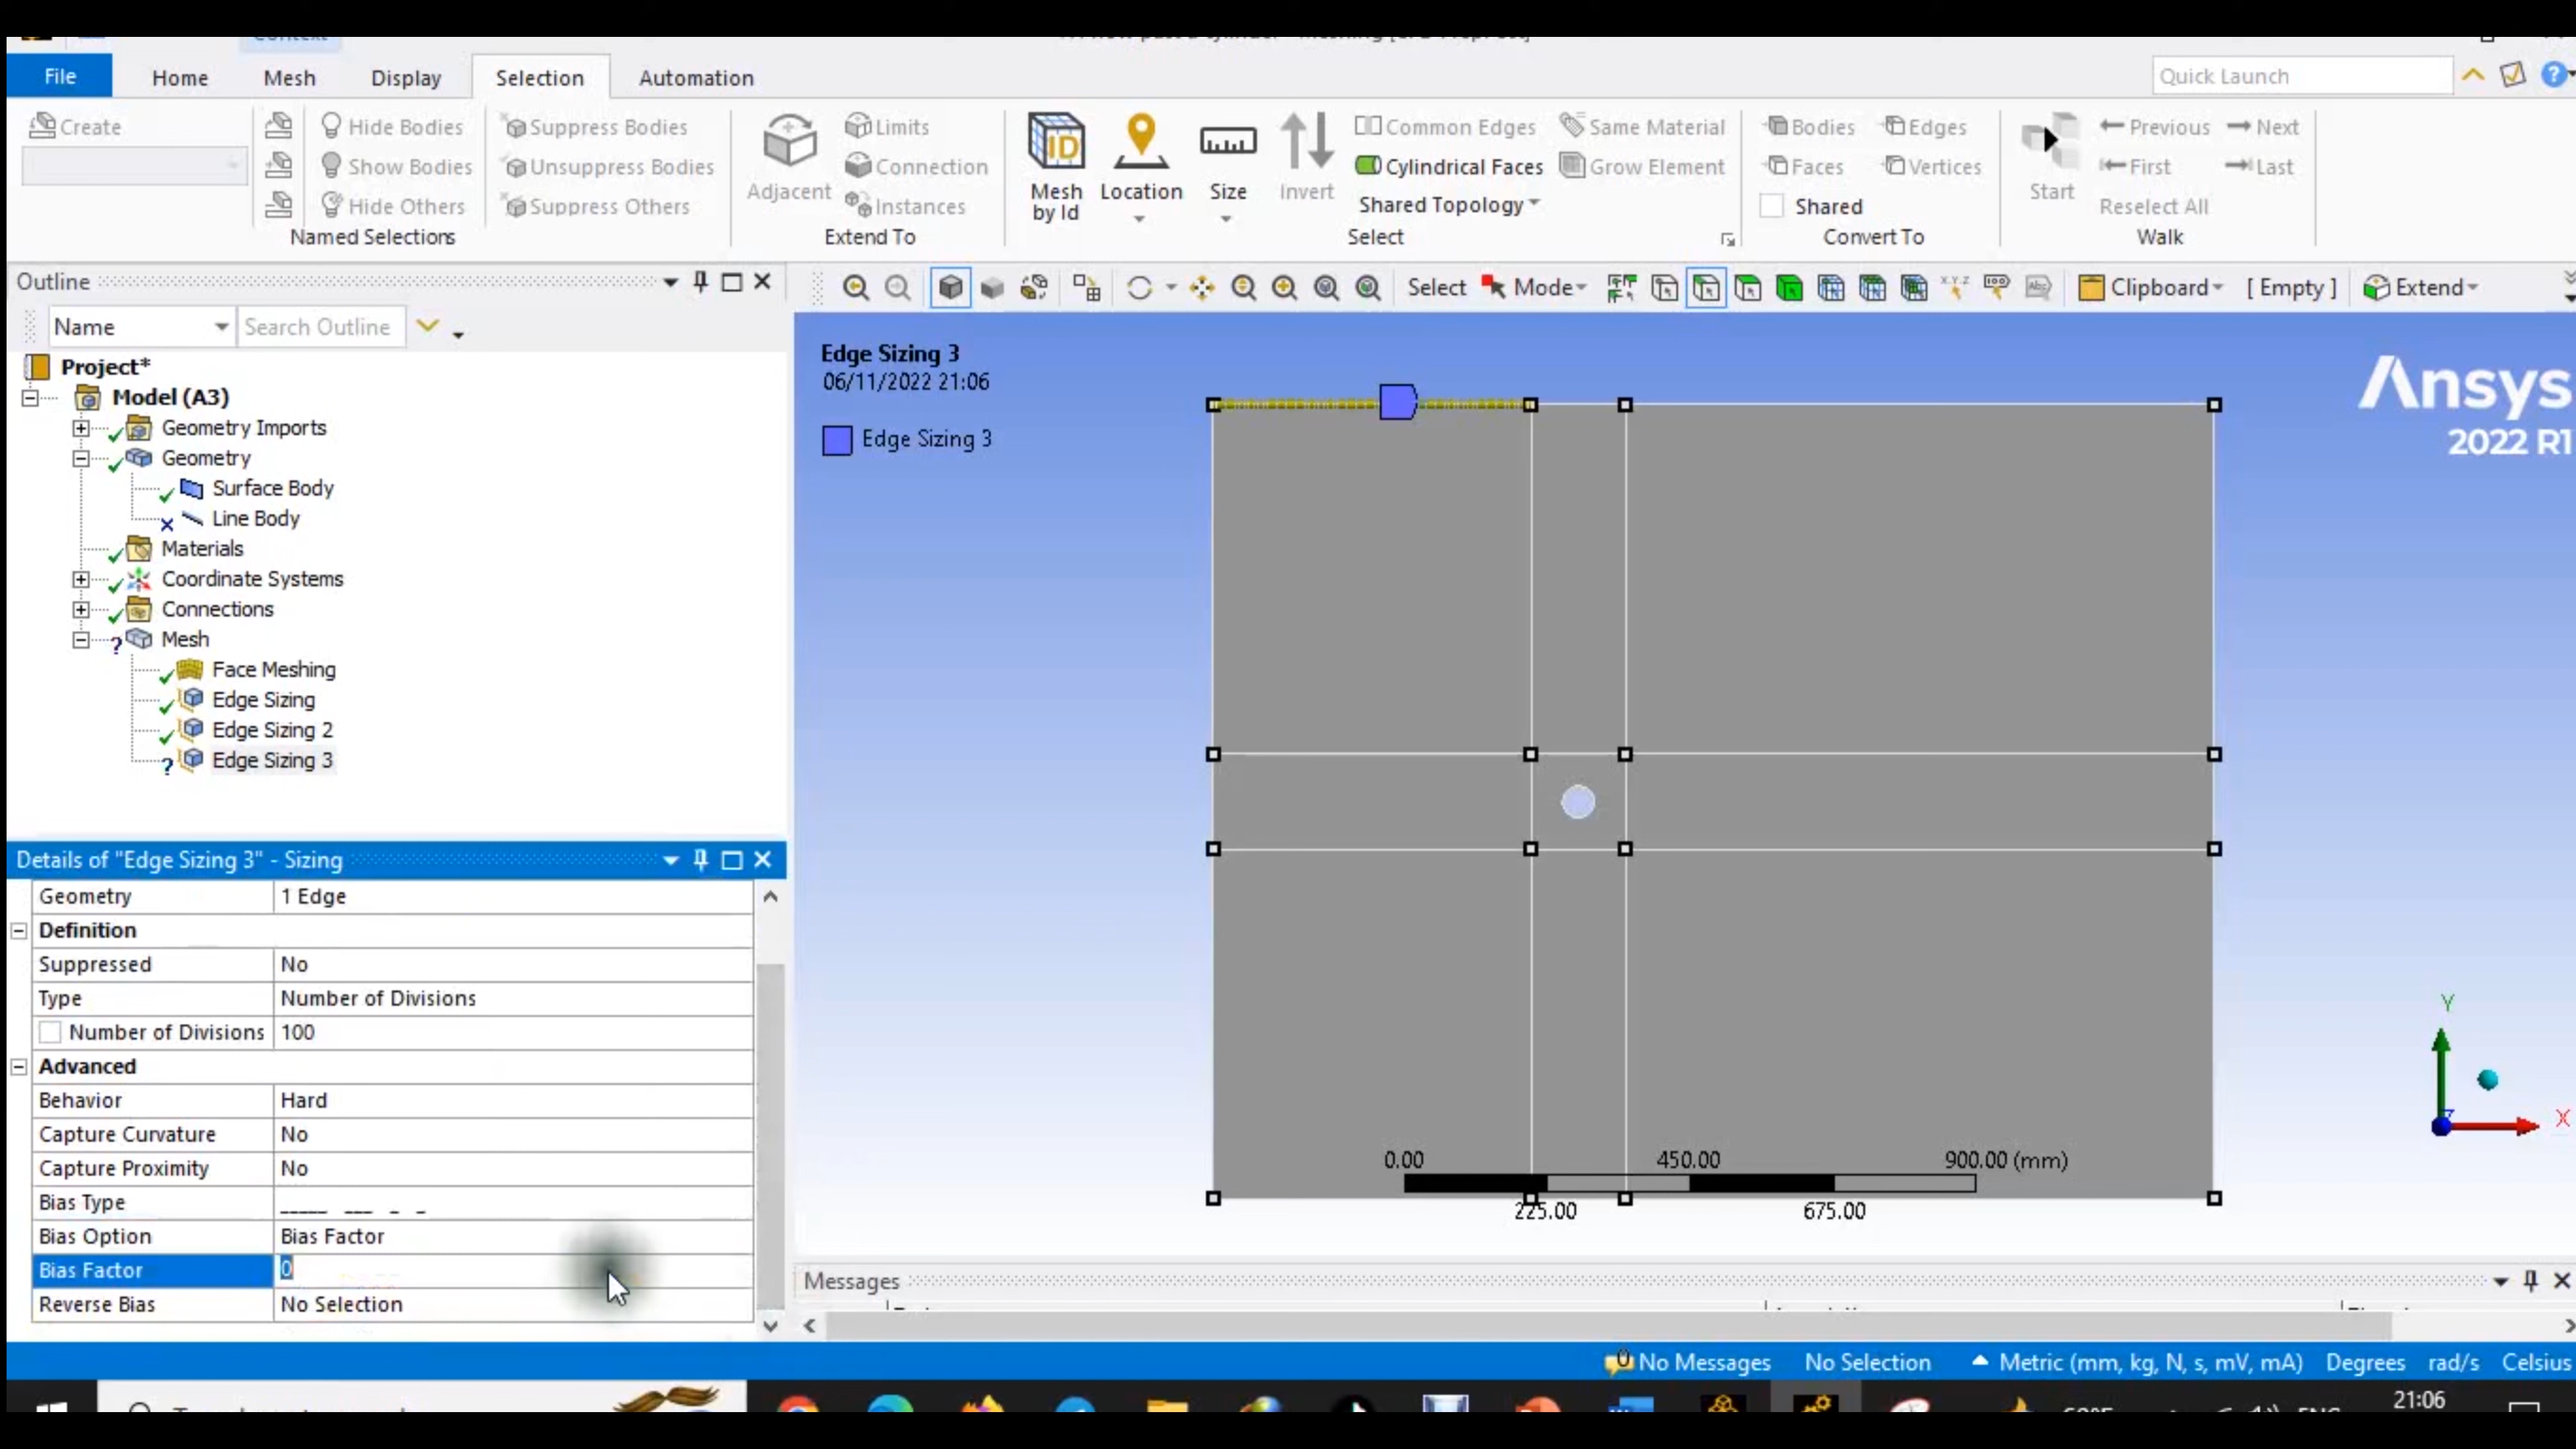 File
Home
Mesh
Display
Selection
Automation
Quick Launch
Create
Hide Bodies
Show Bodies
Hide Others
Named Selections
Suppress Bodies
Unsuppress Bodies
Suppress Others
Adjacent
Limits
Connection
Instances
Extend To
ID
Mesh
by Id
Location
Size
Invert
Common Edges
Cylindrical Faces
Shared Topology
Same Material
Grow Element
Select
Bodies
Edges
Faces
Vertices
Shared
Convert To
Start
Previous
Next
First
Last
Reselect All
Walk
Outline
Name
Search Outline
Select
Mode
Clipboard
[ Empty ]
Extend
Project*
Model (A3)
Geometry Imports
Geometry
Surface Body
Line Body
Materials
Coordinate Systems
Connections
Mesh
Face Meshing
Edge Sizing
Edge Sizing 2
Edge Sizing 3
Edge Sizing 3
06/11/2022 21:06
Edge Sizing 3
Ansys
2022 R1
Y
X
0.00
450.00
900.00 (mm)
225.00
675.00
Details of "Edge Sizing 3" - Sizing
Geometry 1 Edge
Definition
Suppressed No
Type Number of Divisions
Number of Divisions 100
Advanced
Behavior Hard
Capture Curvature No
Capture Proximity No
Bias Type
Bias Option Bias Factor
Bias Factor 0
Reverse Bias No Selection
Messages
No Messages
No Selection
Metric (mm, kg, N, s, mV, mA)
Degrees
rad/s
Celsius
21:06